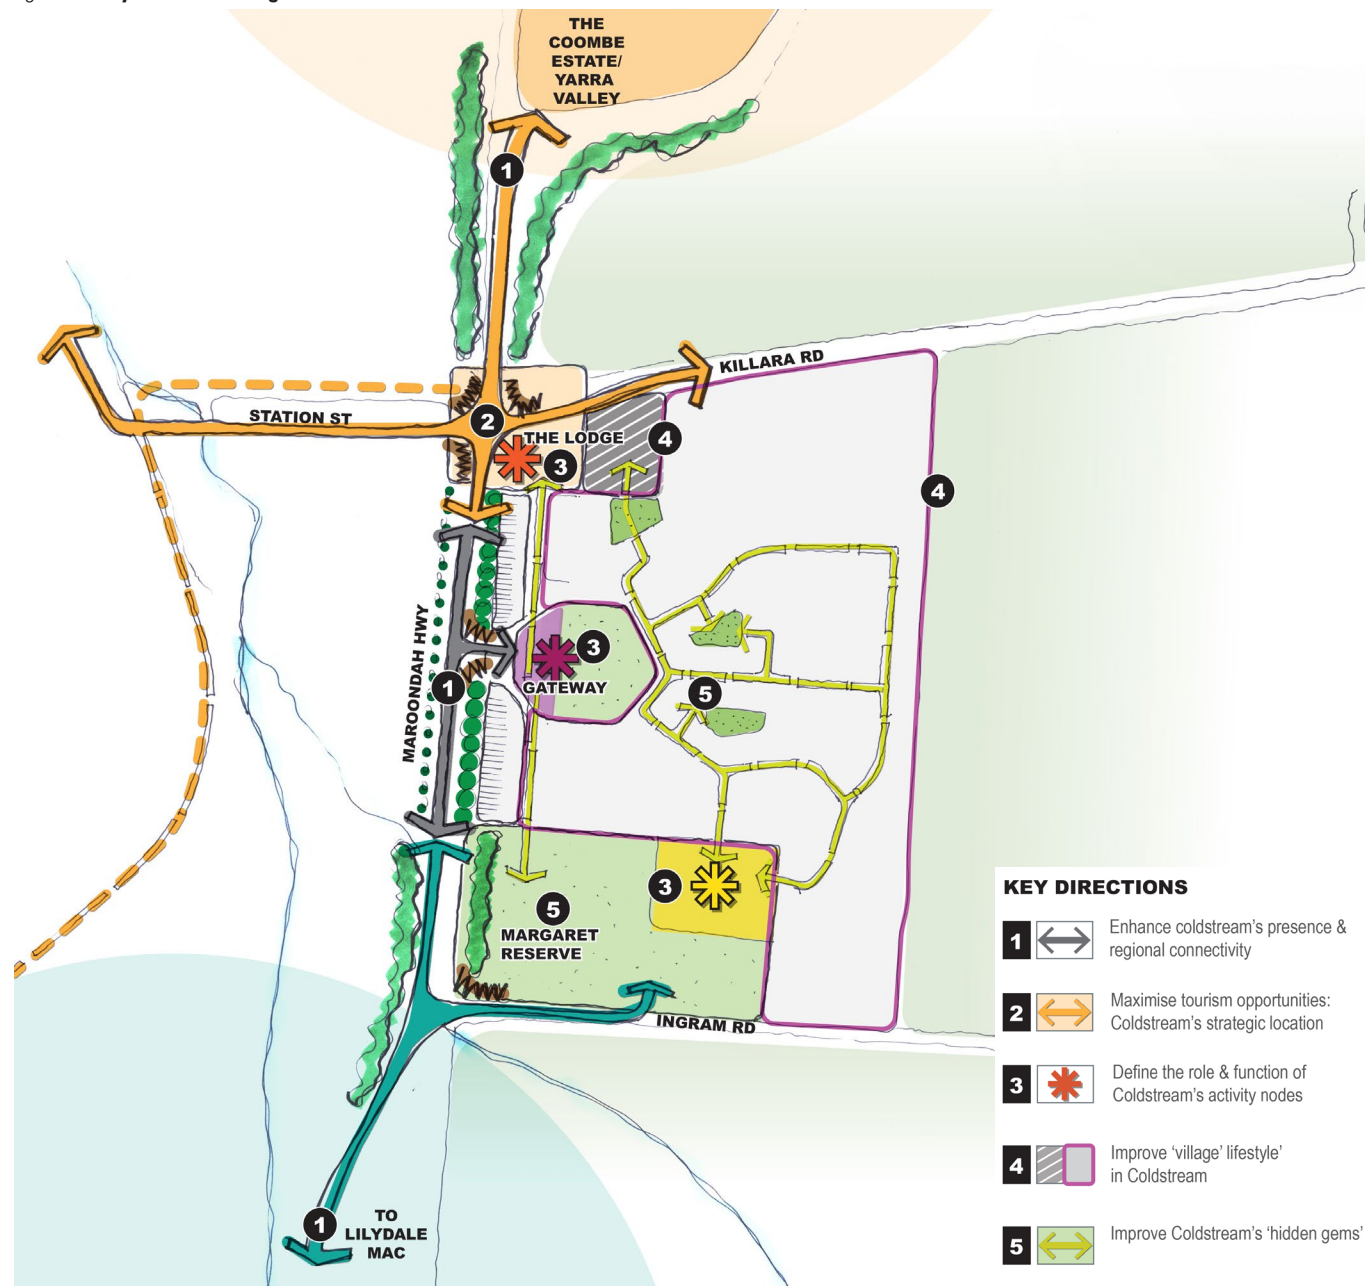 THE
COOMBE
ESTATE/
YARRA
VALLEY
1
KILLARA RD
STATION ST
2
THE LODGE
3
4
4
MAROONDAH HWY
3
GATEWAY
1
5
3
5
MARGARET
RESERVE
INGRAM RD
1
TO
LILYDALE
MAC
KEY DIRECTIONS
1 Enhance coldstream's presence &
regional connectivity
2 Maximise tourism opportunities:
Coldstream's strategic location
3 Define the role & function of
Coldstream's activity nodes
4 Improve 'village' lifestyle'
in Coldstream
5 Improve Coldstream's 'hidden gems'